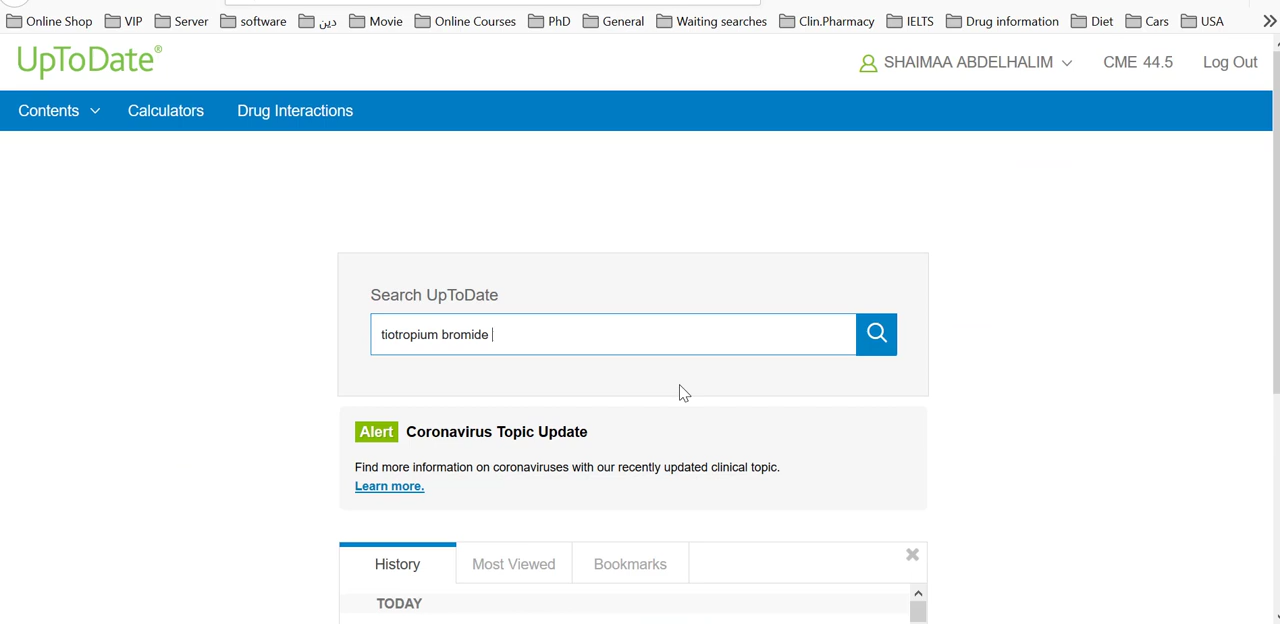 Online Shop VIP Server software دين Movie Online Courses PhD General Waiting searches Clin.Pharmacy IELTS Drug information Diet Cars USA
UpToDate®
SHAIMAA ABDELHALIM CME 44.5 Log Out
Contents Calculators Drug Interactions
Search UpToDate
tiotropium bromide
Alert Coronavirus Topic Update
Find more information on coronaviruses with our recently updated clinical topic.
Learn more.
History Most Viewed Bookmarks
TODAY